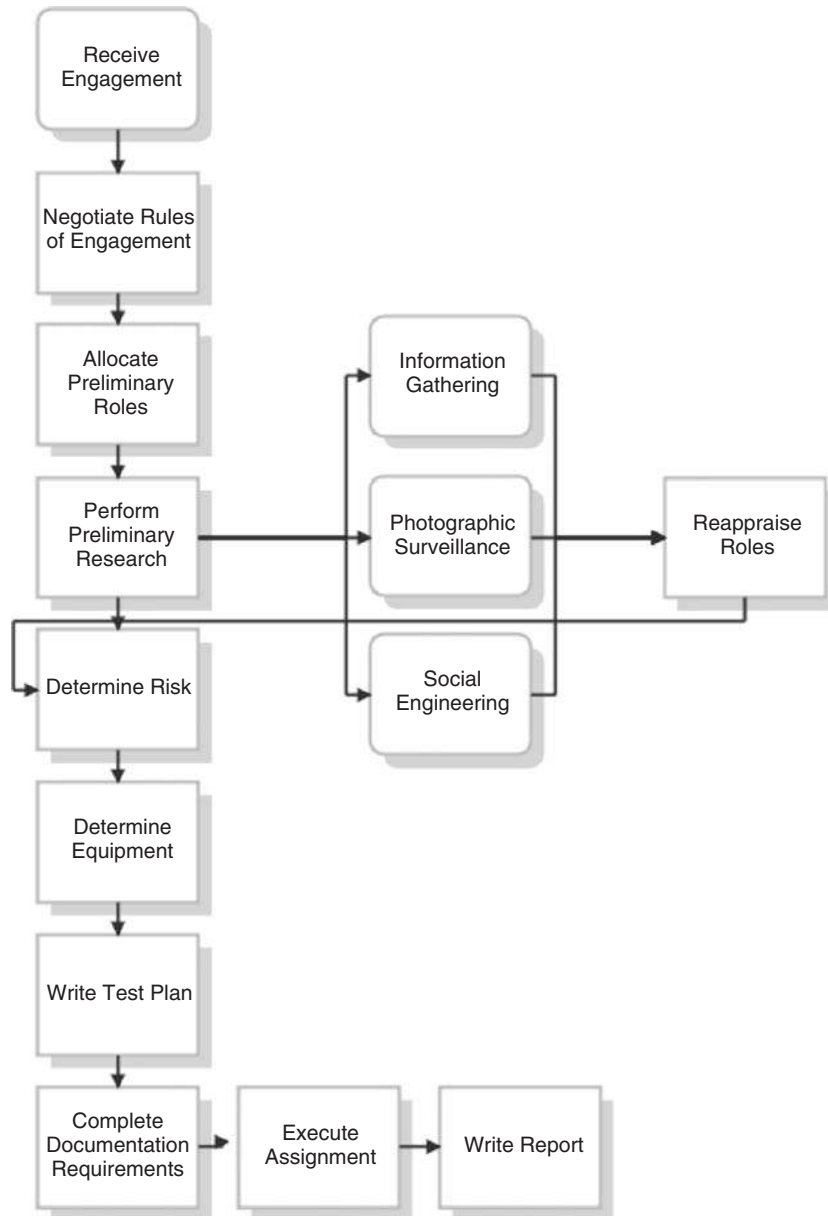 Receive
Engagement
Negotiate Rules
of Engagement
Allocate
Preliminary
Roles
Information
Gathering
Perform
Preliminary
Research
Photographic
Surveillance
Reappraise
Roles
Determine Risk
Social
Engineering
Determine
Equipment
Write Test Plan
Complete
Documentation
Requirements
Execute
Assignment
Write Report